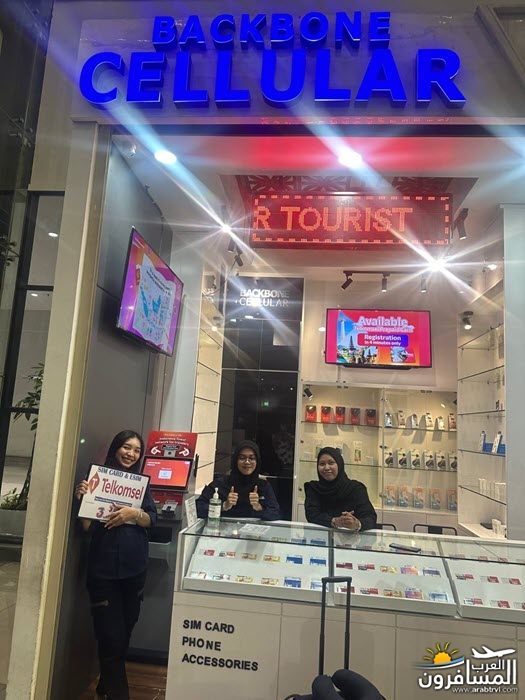 BACKBONE
CELLULAR
R TOURIST
BACKBONE
CELLULAR
Available
Registration
SIM CARD & ESIM
Telkomsel
SIM CARD
PHONE
ACCESSORIES
العرب
المسافرون
www.arabtrvl.com